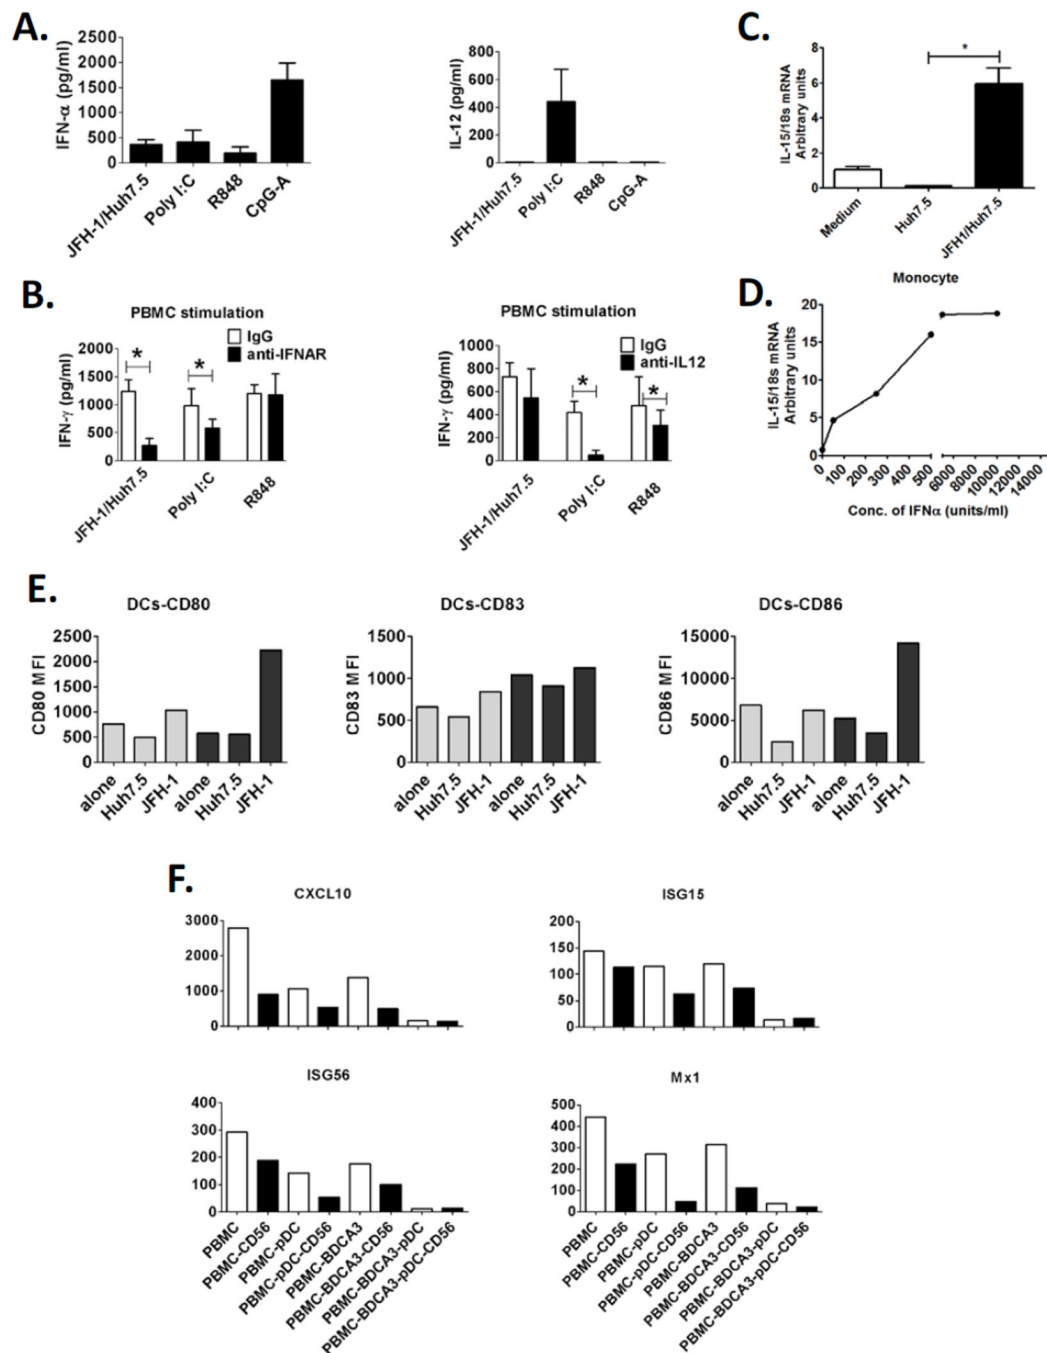 A.
IFN-α (pg/ml)
2500
2000
1500
1000
500
0
JFH-1/Huh7.5
Poly I:C
R848
CpG-A
IL-12 (pg/ml)
800
600
400
200
0
JFH-1/Huh7.5
Poly I:C
R848
CpG-A
C.
IL-15/18s mRNA
Arbitrary units
8
6
4
2
0
*
Medium
Huh7.5
JFH1/Huh7.5
B.
PBMC stimulation
IgG
anti-IFNAR
IFN-γ (pg/ml)
2000
1500
1000
500
0
*
*
JFH-1/Huh7.5
Poly I:C
R848
PBMC stimulation
IgG
anti-IL12
IFN-γ (pg/ml)
1000
800
600
400
200
0
*
*
JFH-1/Huh7.5
Poly I:C
R848
D.
Monocyte
IL-15/18s mRNA
Arbitrary units
20
15
10
5
0
0
100
200
300
400
500
6000
8000
10000
12000
14000
Conc. of IFNα (units/ml)
E.
DCs-CD80
CD80 MFI
2500
2000
1500
1000
500
0
alone
Huh7.5
JFH-1
alone
Huh7.5
JFH-1
DCs-CD83
CD83 MFI
1500
1000
500
0
alone
Huh7.5
JFH-1
alone
Huh7.5
JFH-1
DCs-CD86
CD86 MFI
15000
10000
5000
0
alone
Huh7.5
JFH-1
alone
Huh7.5
JFH-1
F.
CXCL10
3000
2000
1000
0
ISG15
200
150
100
50
0
ISG56
400
300
200
100
0
PBMC
PBMC-CD56
PBMC-pDC
PBMC-pDC-CD56
PBMC-BDCA3
PBMC-BDCA3-CD56
PBMC-BDCA3-pDC
PBMC-BDCA3-pDC-CD56
Mx1
500
400
300
200
100
0
PBMC
PBMC-CD56
PBMC-pDC
PBMC-pDC-CD56
PBMC-BDCA3
PBMC-BDCA3-CD56
PBMC-BDCA3-pDC
PBMC-BDCA3-pDC-CD56